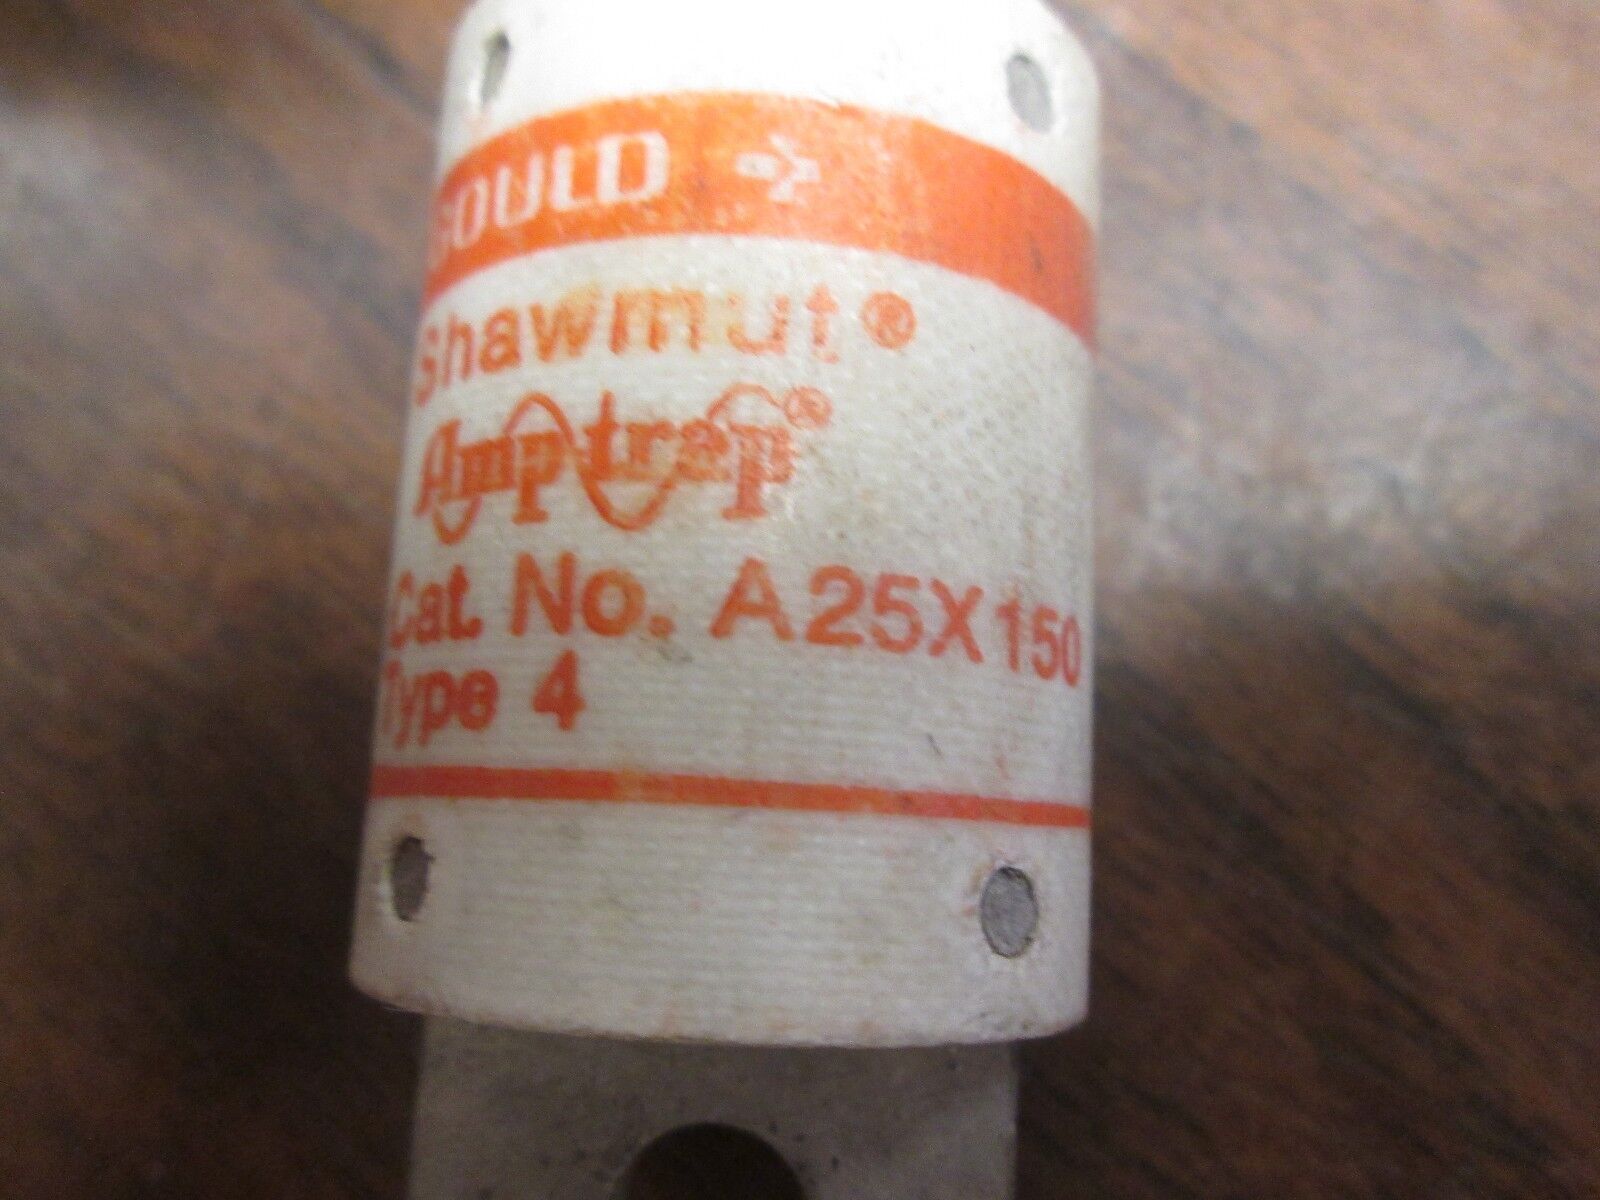 GOULD
Shawmut®
Amp-trap®
Cat. No. A25X150
Type 4